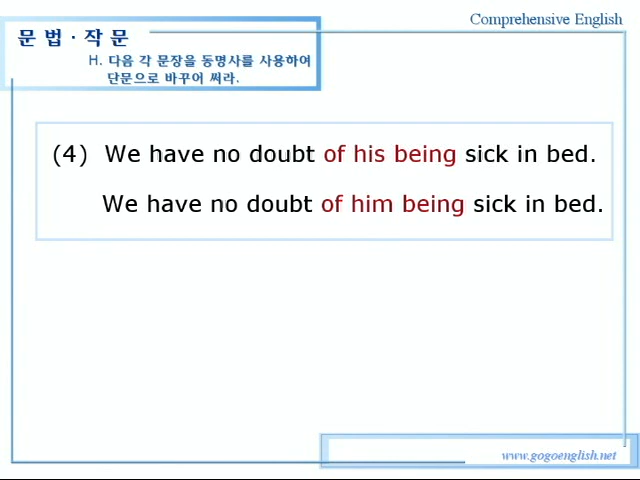 Comprehensive English
문 법 · 작 문
H. 다음 각 문장을 동명사를 사용하여
단문으로 바꾸어 써라.
(4) We have no doubt of his being sick in bed.
We have no doubt of him being sick in bed.
www.gogoenglish.net